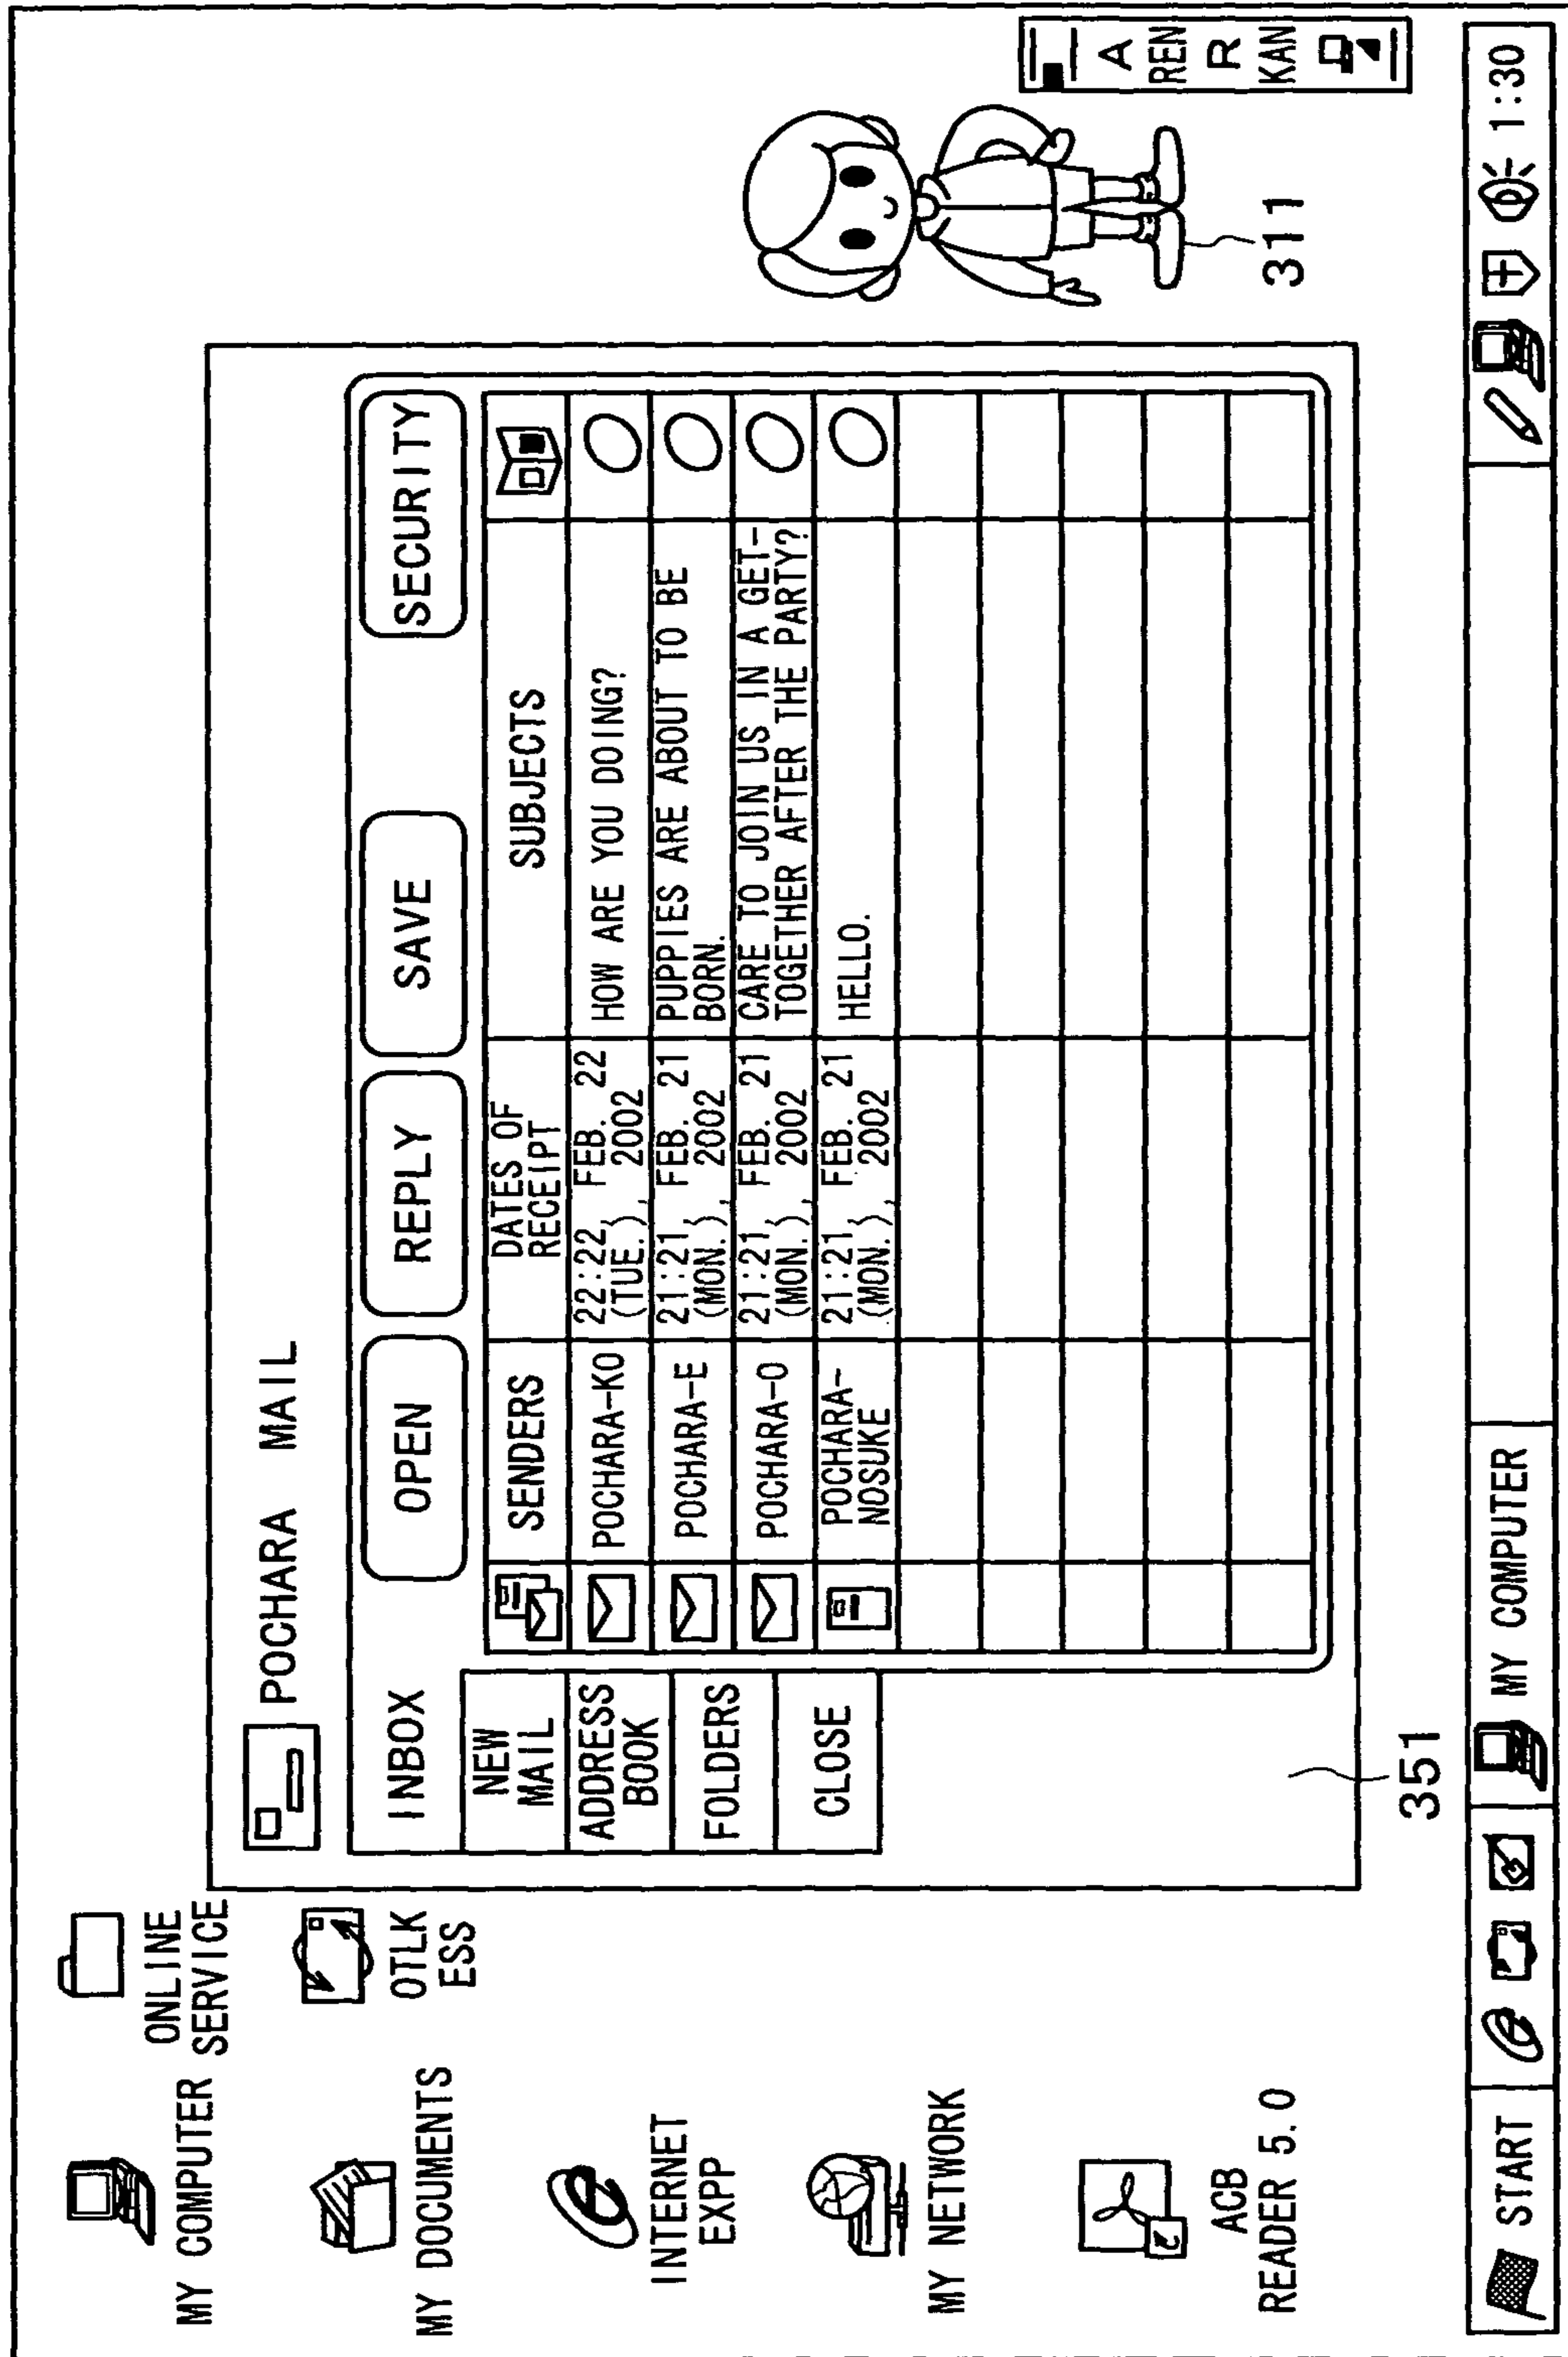 MY COMPUTER
ONLINE
SERVICE
MY DOCUMENTS
OTLK
ESS
INTERNET
EXPP
MY NETWORK
ACB
READER 5.0
POCHARA MAIL
INBOX
OPEN
REPLY
SAVE
SECURITY
NEW
MAIL
ADDRESS
BOOK
FOLDERS
CLOSE
SENDERS
DATES OF
RECEIPT
SUBJECTS
POCHARA-KO
22:22, FEB. 22
(TUE.), 2002
HOW ARE YOU DOING?
POCHARA-E
21:21, FEB. 21
(MON.), 2002
PUPPIES ARE ABOUT TO BE
BORN.
POCHARA-O
21:21, FEB. 21
(MON.), 2002
CARE TO JOIN US IN A GET-
TOGETHER AFTER THE PARTY?
POCHARA-
NOSUKE
21:21, FEB. 21
(MON.), 2002
HELLO.
311
351
A
REN
R
KAN
START
MY COMPUTER
1:30